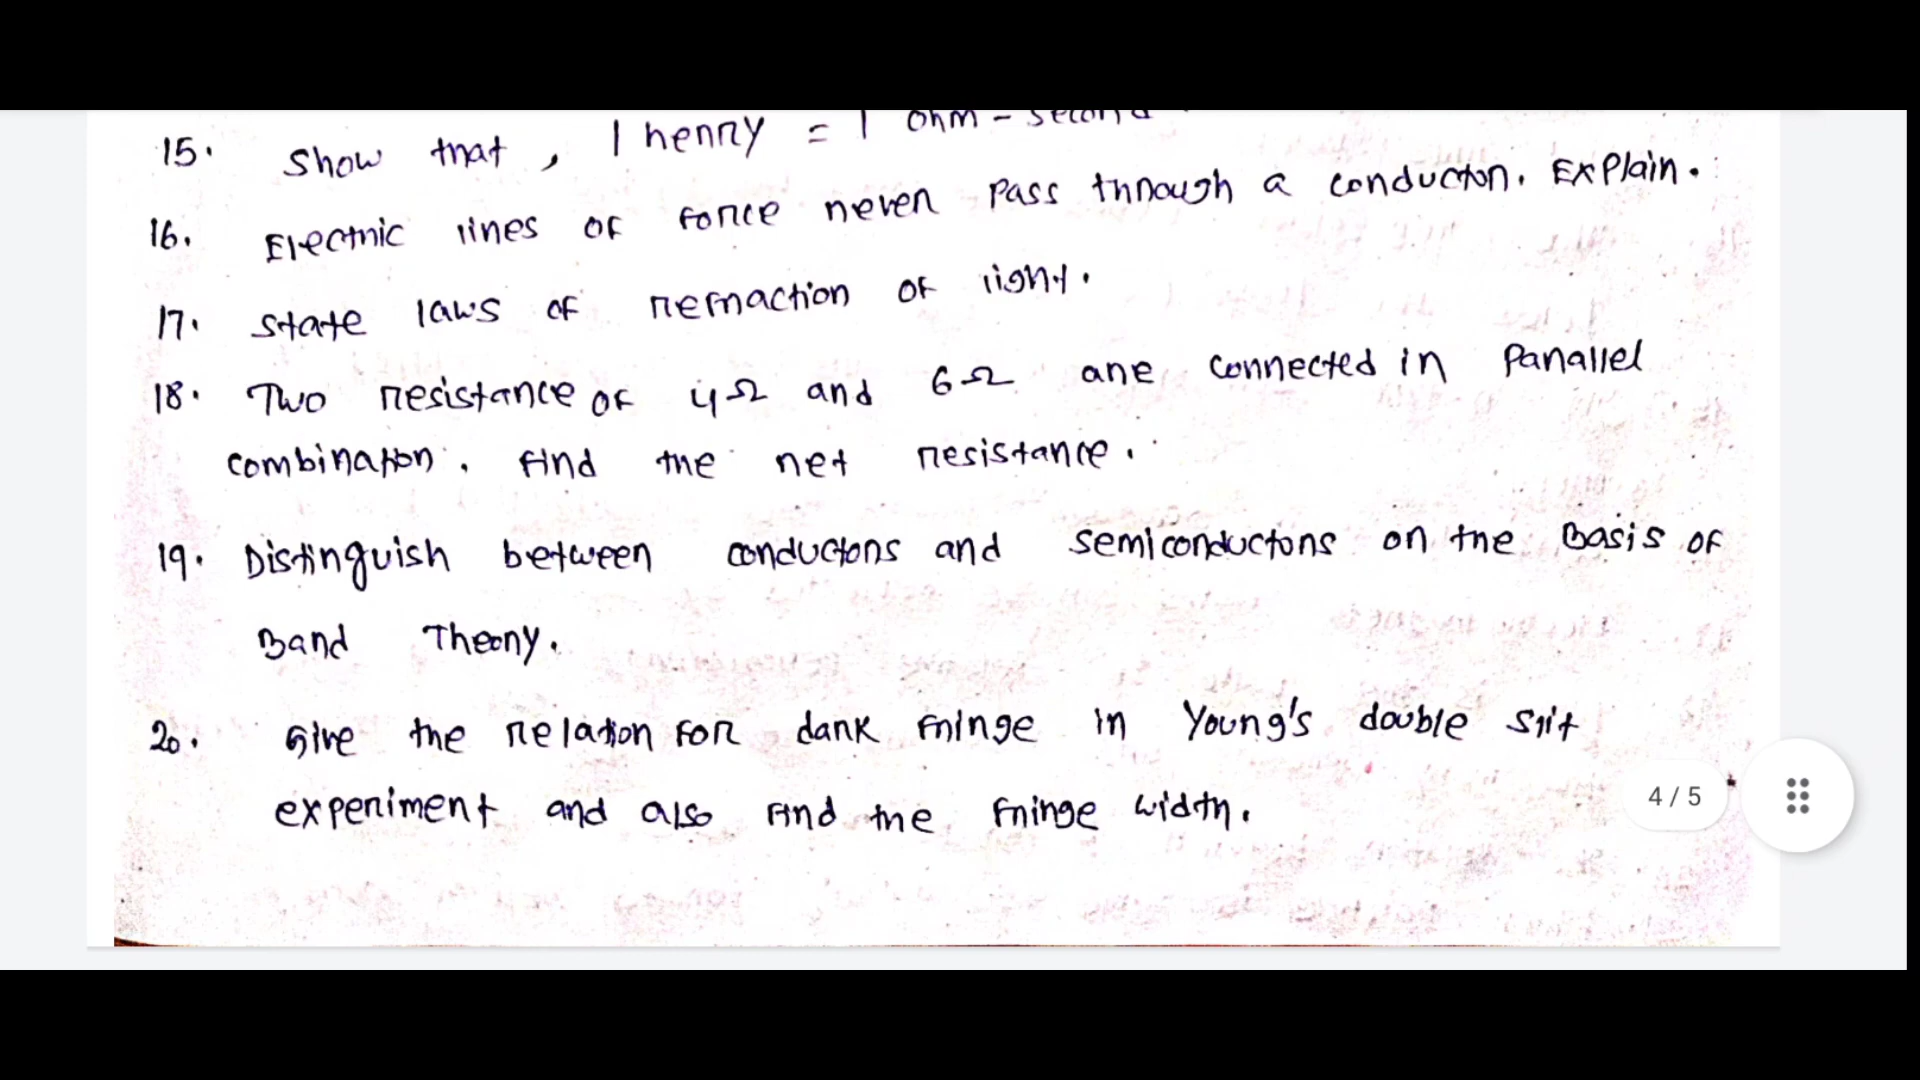 15. Show that, 1 henry = 1 ohm - second
16. Electric lines of force never pass through a conductor. Explain.
17. State laws of refraction of light.
18. Two resistance of 4Ω and 6Ω are connected in Parallel
combination. Find the net resistance.
19. Distinguish between conductors and semiconductors on the Basis of
Band Theory.
20. Give the relation for dark fringe in Young's double slit
experiment and also find the fringe width.
4 / 5